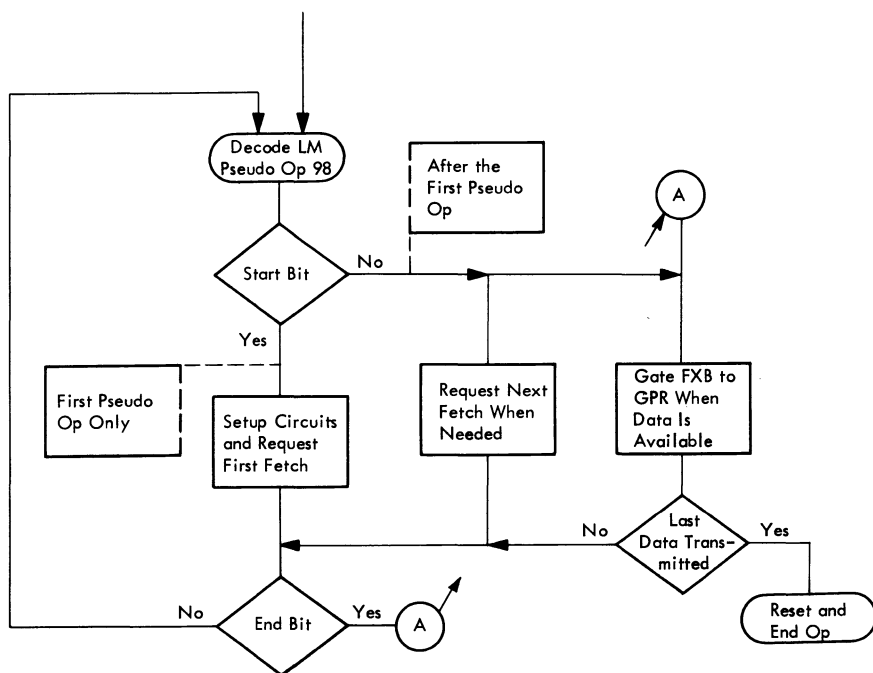 Decode LM
Pseudo Op 98
After the
First Pseudo
Op
A
Start Bit
No
Yes
First Pseudo
Op Only
Setup Circuits
and Request
First Fetch
Request Next
Fetch When
Needed
Gate FXB to
GPR When
Data Is
Available
Last
Data Trans-
mitted
No
Yes
Reset and
End Op
No
End Bit
Yes
A